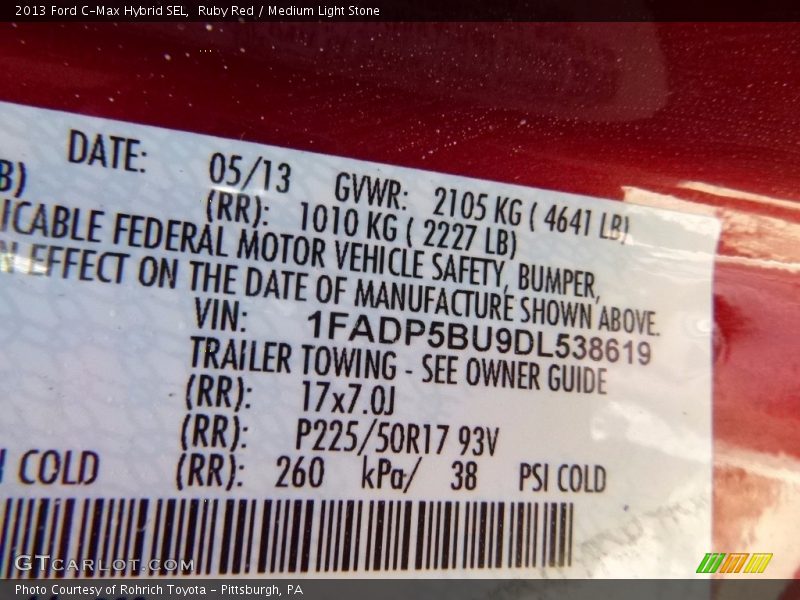 2013 Ford C-Max Hybrid SEL, Ruby Red / Medium Light Stone
DATE: 05/13 GVWR: 2105 KG ( 4641 LB)
B) (RR): 1010 KG ( 2227 LB)
ICABLE FEDERAL MOTOR VEHICLE SAFETY, BUMPER,
N EFFECT ON THE DATE OF MANUFACTURE SHOWN ABOVE.
VIN: 1FADP5BU9DL538619
TRAILER TOWING - SEE OWNER GUIDE
(RR): 17x7.0J
(RR): P225/50R17 93V
COLD (RR): 260 kPa/ 38 PSI COLD
GTcarlot.com
Photo Courtesy of Rohrich Toyota - Pittsburgh, PA